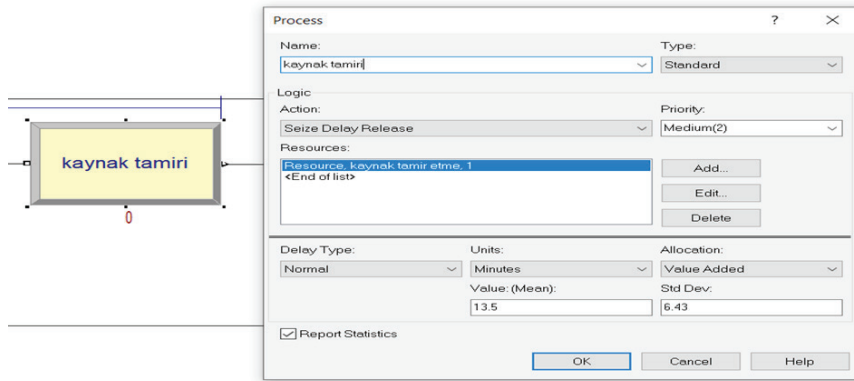 Process
Name:
Type:
kaynak tamiri
Standard
Logic
Action:
Priority:
Seize Delay Release
Medium(2)
Resources:
Resource, kaynak tamir etme, 1
<End of list>
Add...
Edit...
Delete
kaynak tamiri
0
Delay Type:
Units:
Allocation:
Normal
Minutes
Value Added
Value: (Mean):
Std Dev:
13.5
6.43
Report Statistics
OK
Cancel
Help